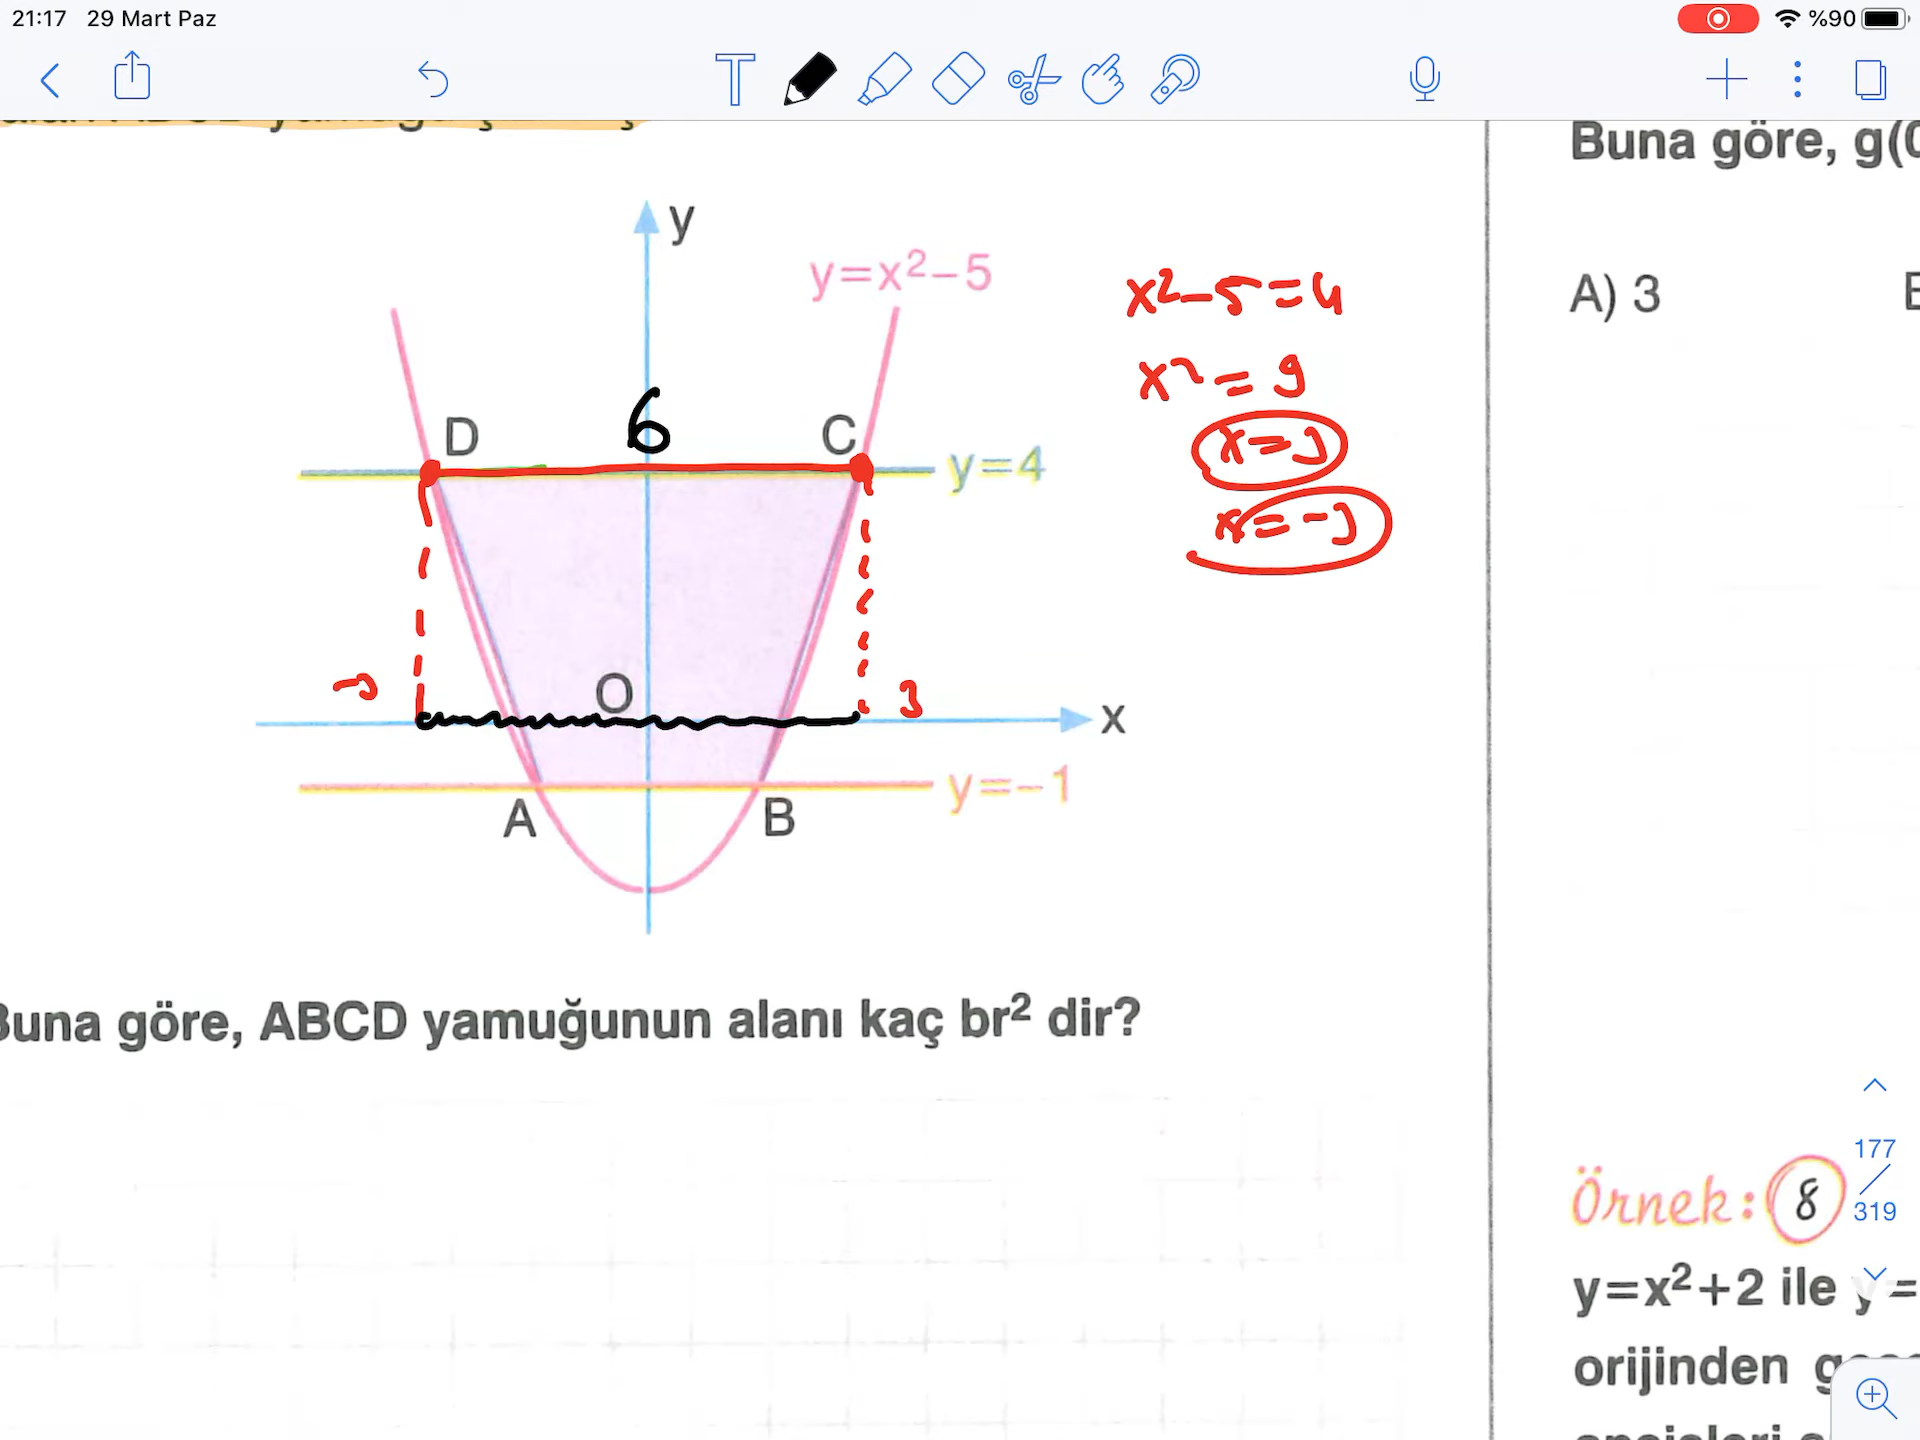 21:17 29 Mart Paz
%90
Buna göre, g(0
A) 3
y
y=x²-5
x²-5=4
x²=9
x=3
x=-3
D
6
C
y=4
-3
O
3
x
y=-1
A
B
Buna göre, ABCD yamuğunun alanı kaç br² dir?
177
319
Örnek: 8
y=x²+2 ile y=
orijinden